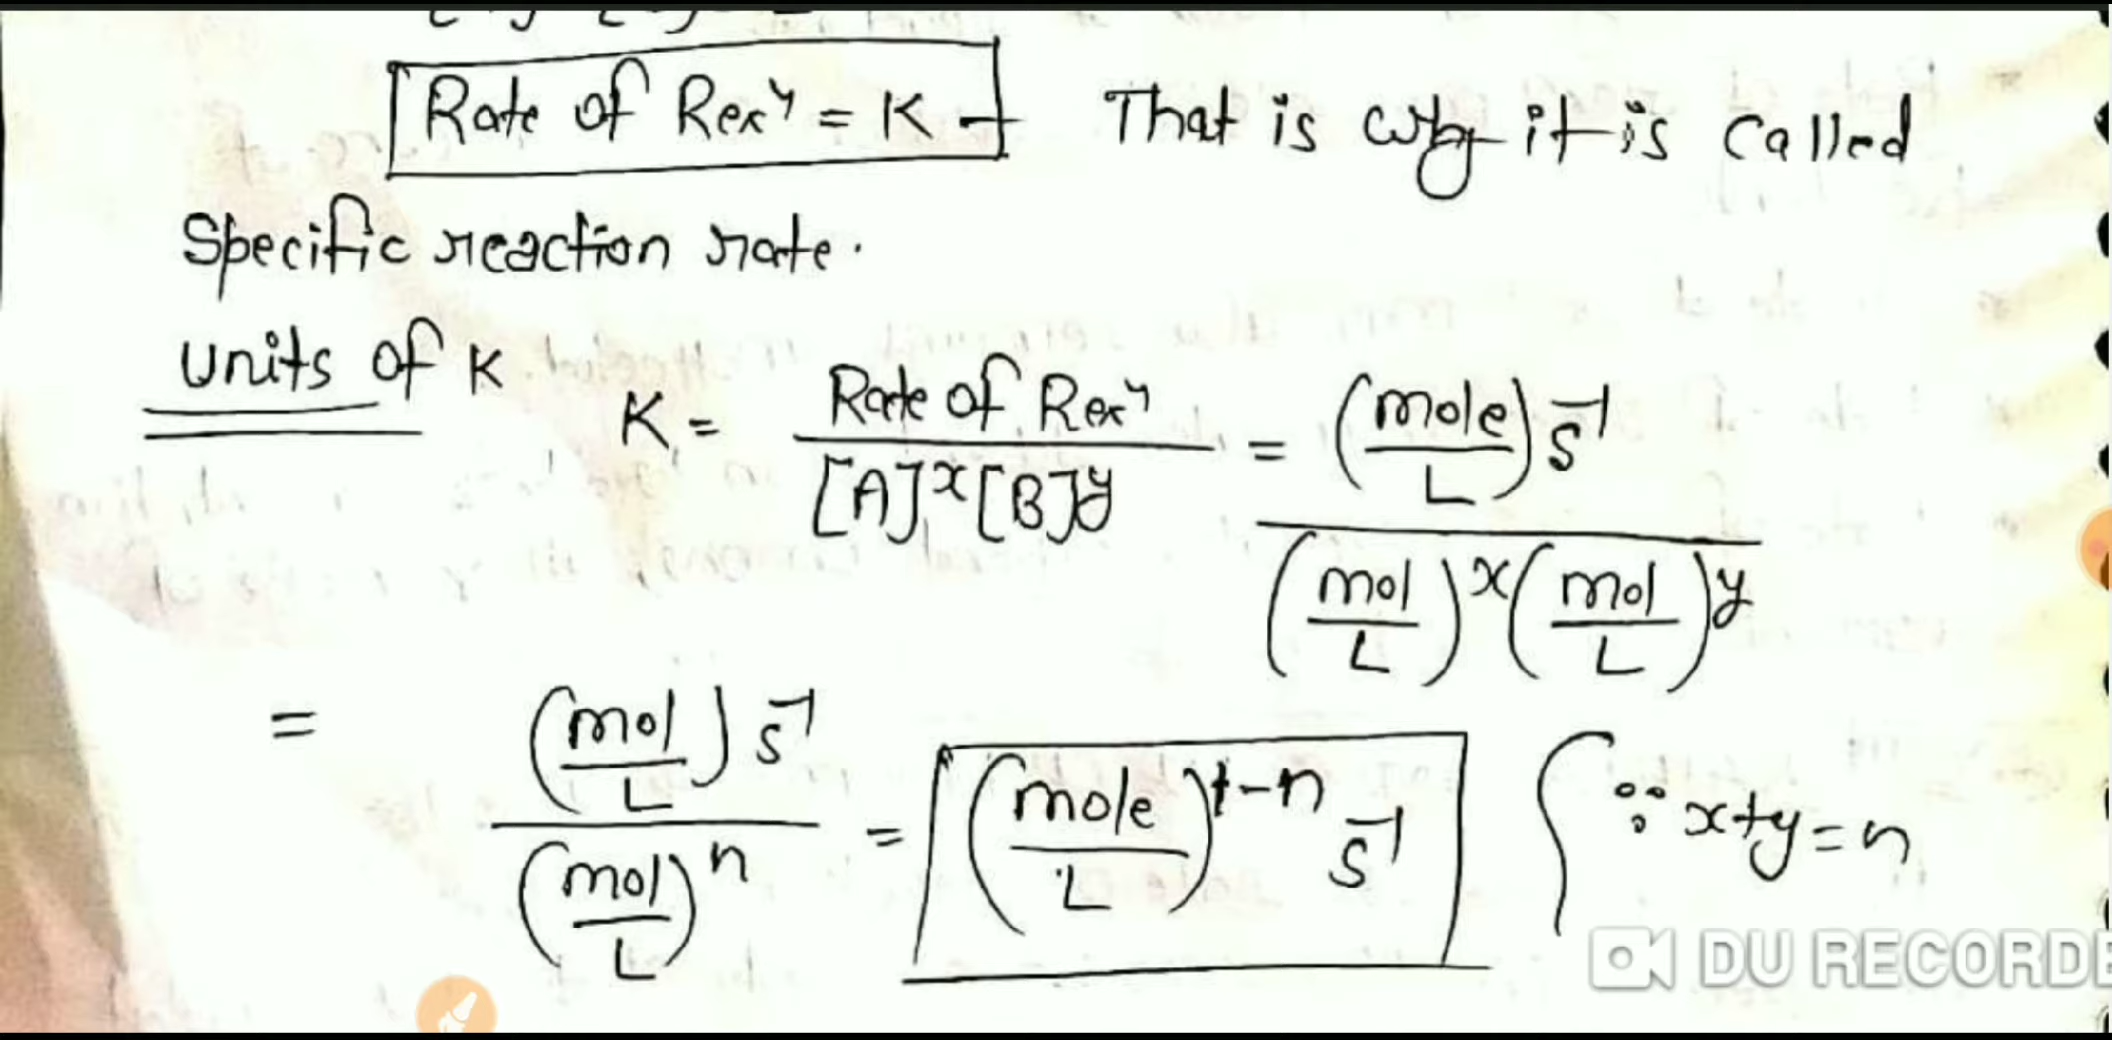 Rate of Rexⁿ = K
That is why it is called
Specific reaction rate.
units of K
K = Rate of Rexⁿ / [A]ˣ[B]ʸ = (mole/L) s⁻¹ / (mol/L)ˣ (mol/L)ʸ
= (mol/L) s⁻¹ / (mol/L)ⁿ = (mole/L)¹⁻ⁿ s⁻¹ { ∵ x+y=n
DU RECORDE